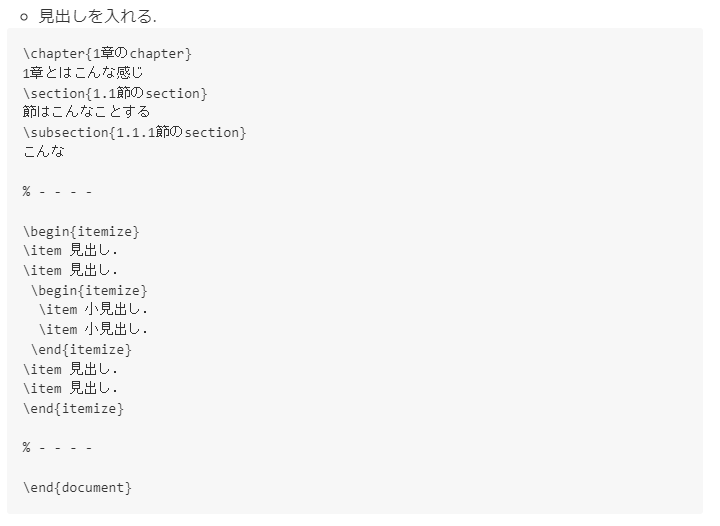 見出しを入れる.
\chapter{1章のchapter}
1章とはこんな感じ
\section{1.1節のsection}
節はこんなことする
\subsection{1.1.1節のsection}
こんな
% - - - -
\begin{itemize}
\item 見出し.
\item 見出し.
\begin{itemize}
\item 小見出し.
\item 小見出し.
\end{itemize}
\item 見出し.
\item 見出し.
\end{itemize}
% - - - -
\end{document}